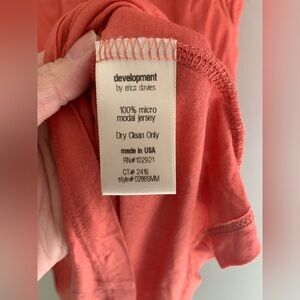 development
by erica davies
100% micro
modal jersey
Dry Clean Only
made in USA
RN#102921
CT# 2416
style# 0286SMM